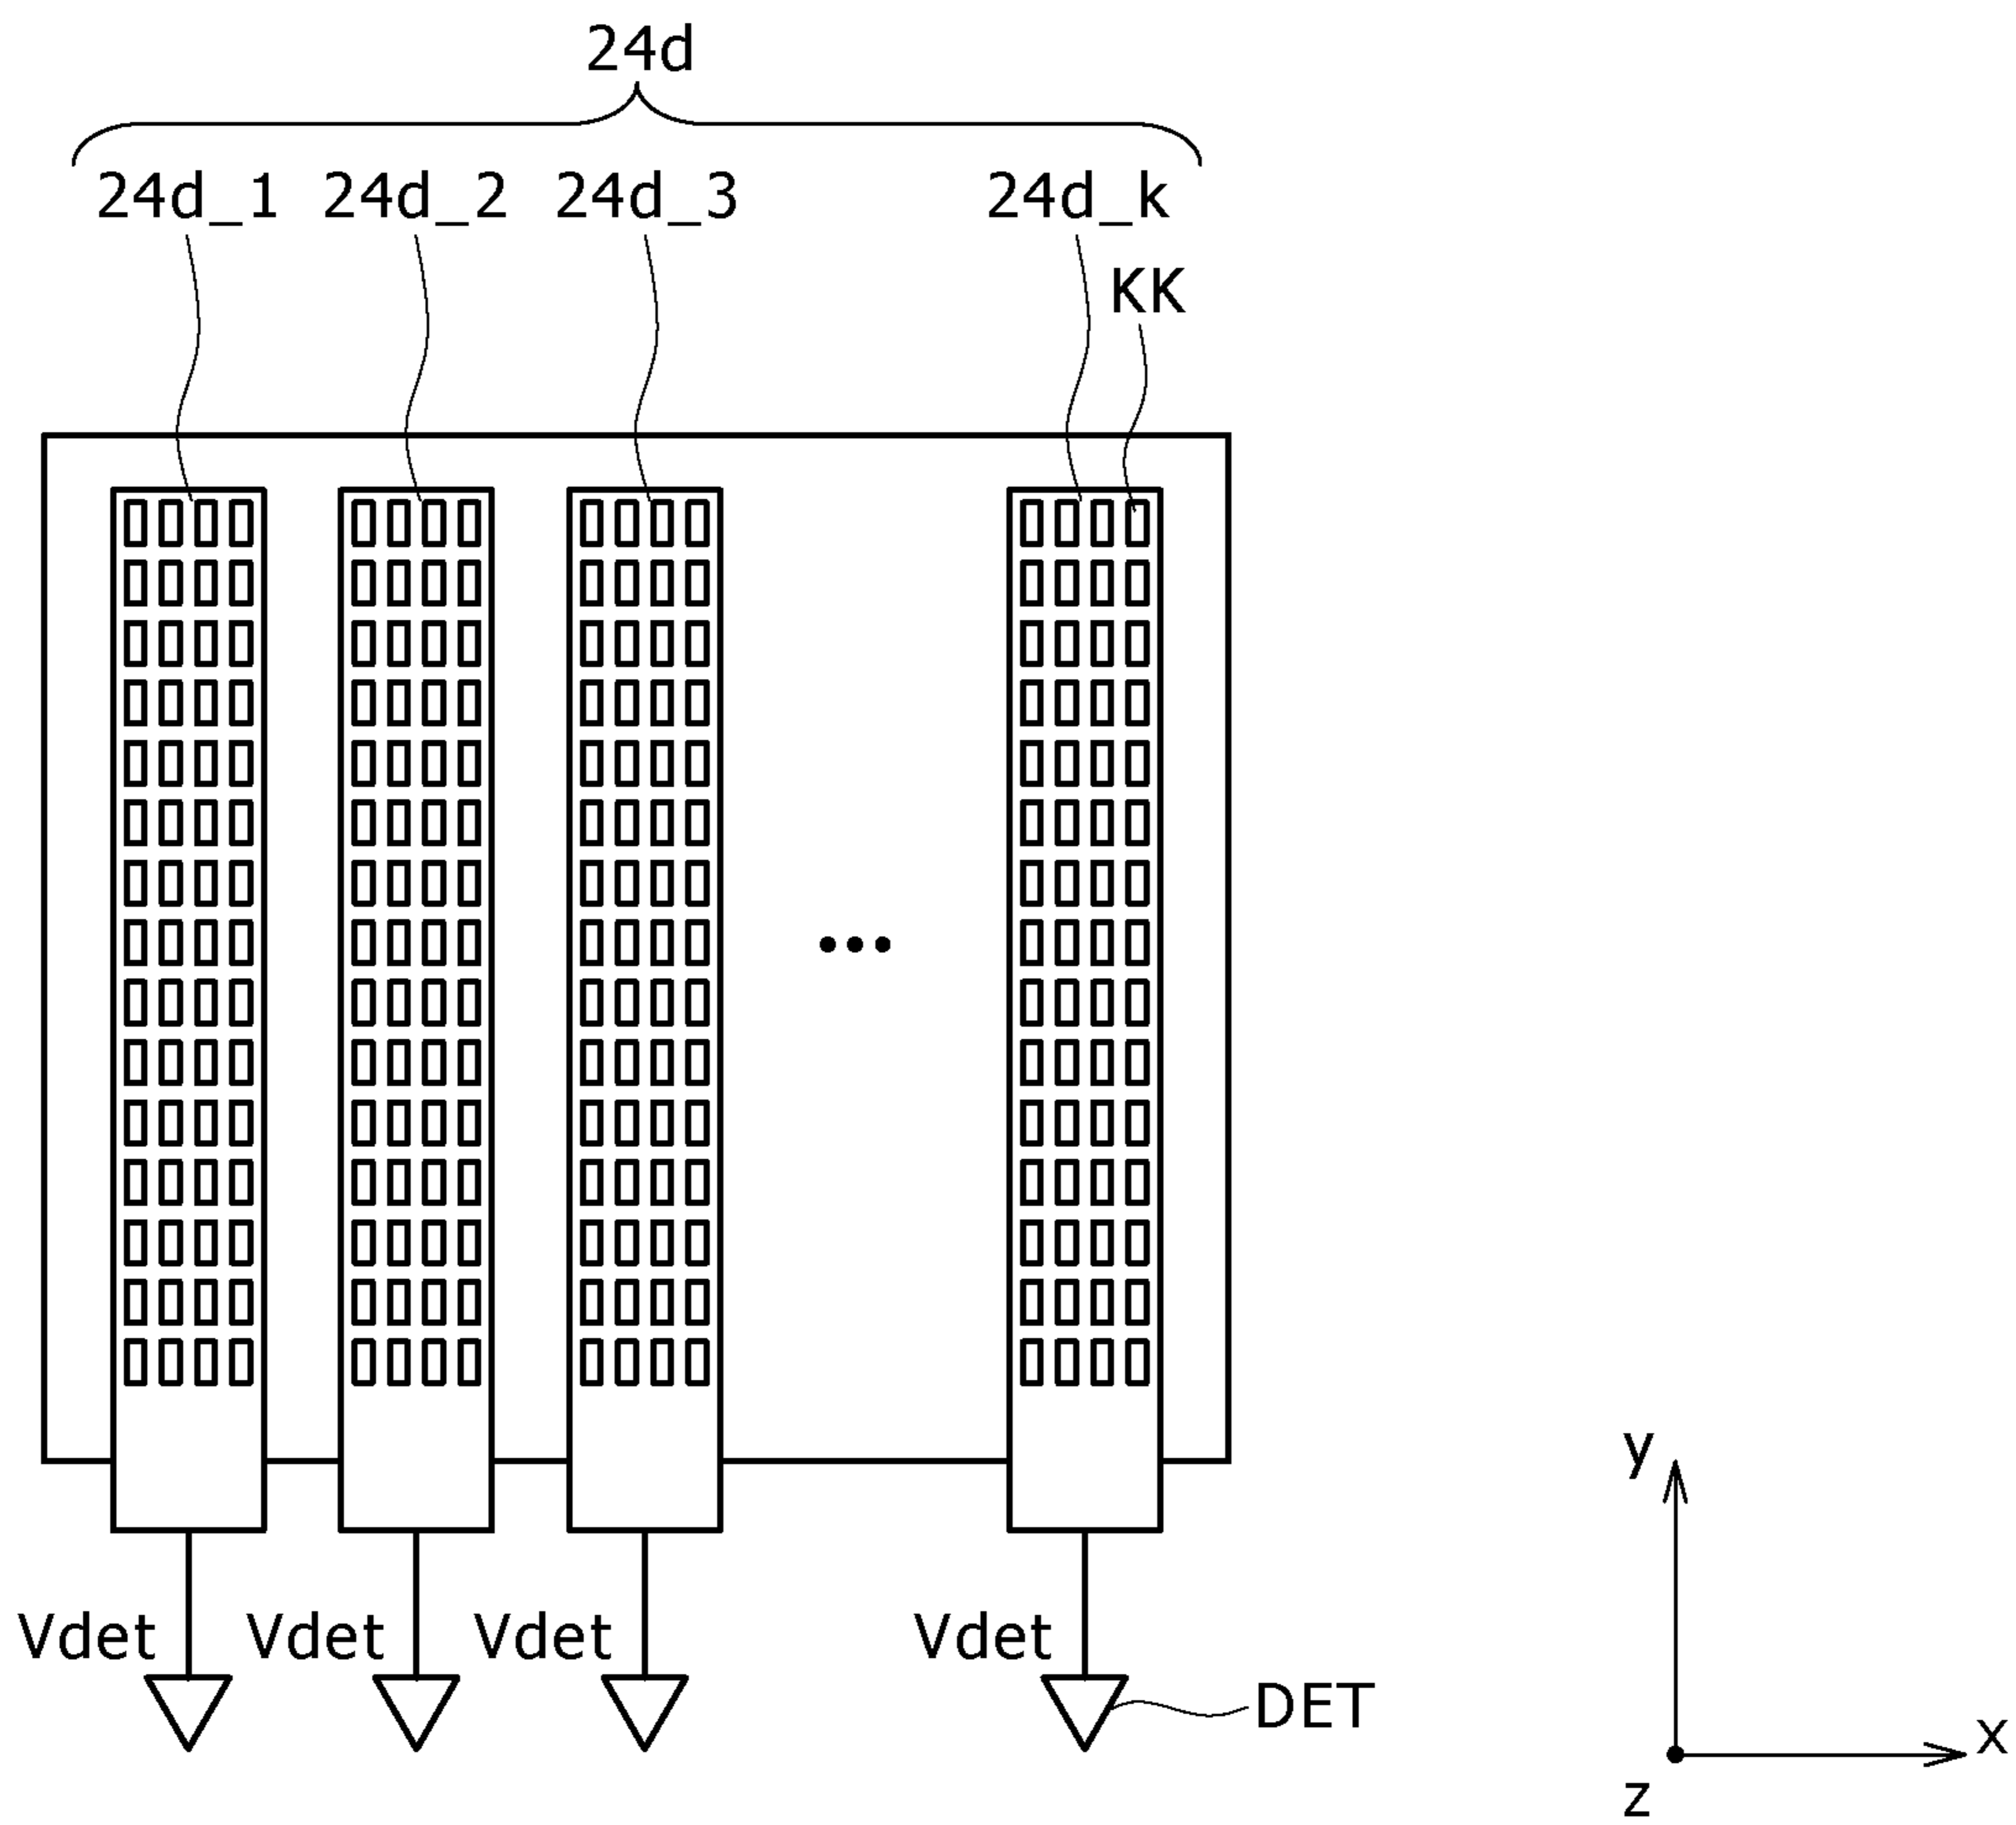 24d
24d_1 24d_2 24d_3 24d_k
KK
...
Vdet Vdet Vdet Vdet
DET
y
x
z